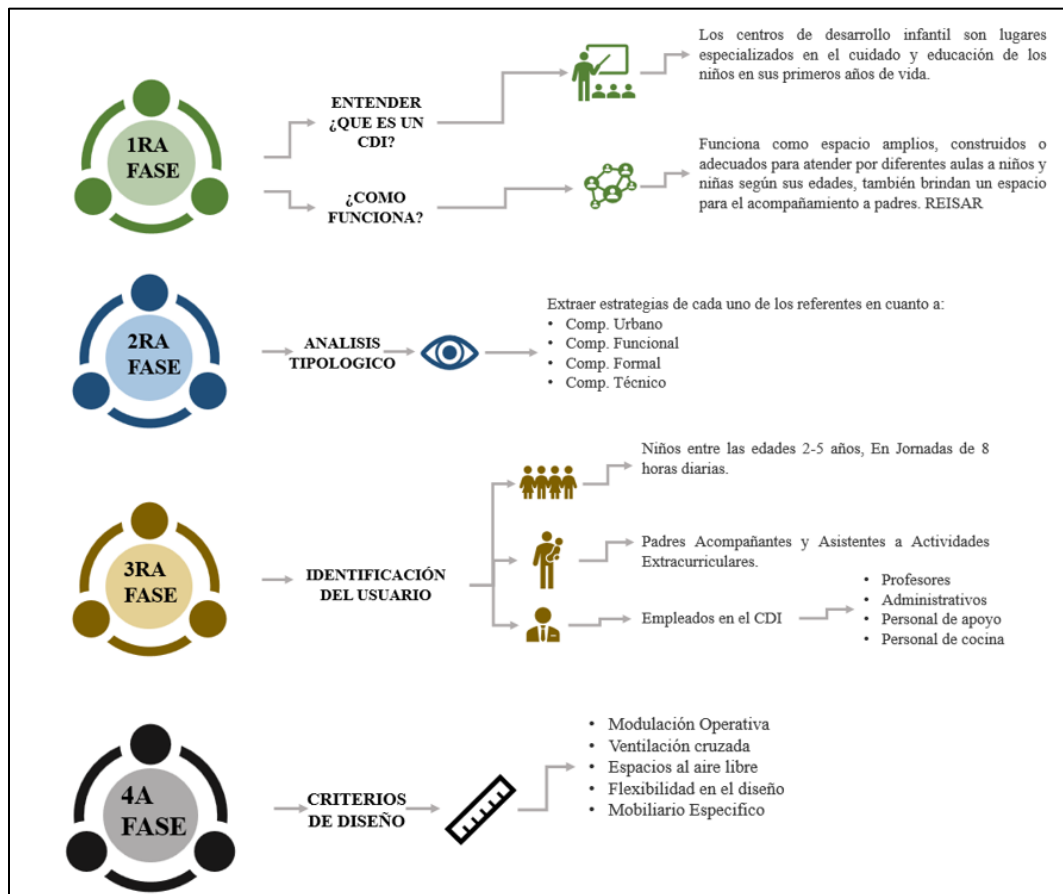 1RA
FASE
ENTENDER
¿QUE ES UN
CDI?
Los centros de desarrollo infantil son lugares
especializados en el cuidado y educación de los
niños en sus primeros años de vida.
¿COMO
FUNCIONA?
Funciona como espacio amplios, construidos o
adecuados para atender por diferentes aulas a niños y
niñas según sus edades, también brindan un espacio
para el acompañamiento a padres. REISAR
2RA
FASE
ANALISIS
TIPOLOGICO
Extraer estrategias de cada uno de los referentes en cuanto a:
• Comp. Urbano
• Comp. Funcional
• Comp. Formal
• Comp. Técnico
3RA
FASE
IDENTIFICACIÓN
DEL USUARIO
Niños entre las edades 2-5 años, En Jornadas de 8
horas diarias.
Padres Acompañantes y Asistentes a Actividades
Extracurriculares.
Empleados en el CDI
• Profesores
• Administrativos
• Personal de apoyo
• Personal de cocina
4A
FASE
CRITERIOS
DE DISEÑO
• Modulación Operativa
• Ventilación cruzada
• Espacios al aire libre
• Flexibilidad en el diseño
• Mobiliario Especifíco